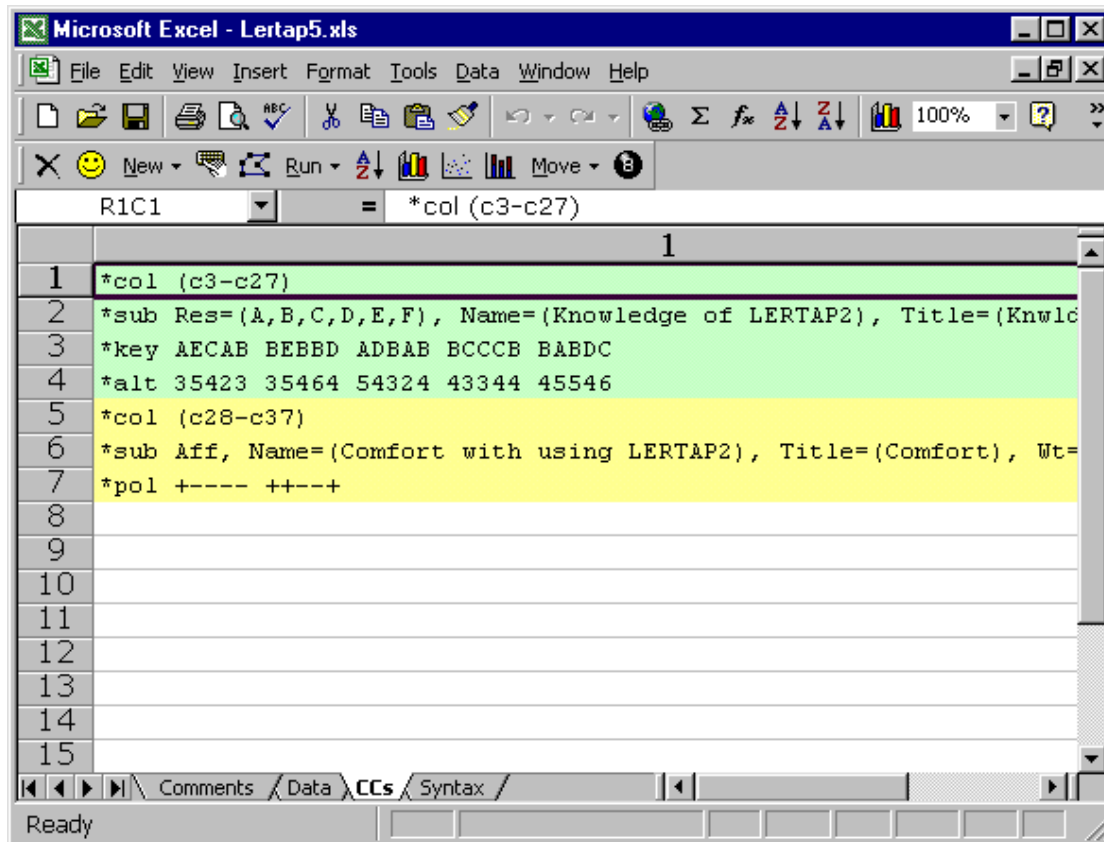 Microsoft Excel - Lertap5.xls
File Edit View Insert Format Tools Data Window Help
ABC Σ fx A Z Z A 100% ?
New Run A Z Move 8
R1C1 = *col (c3-c27)
1
1 *col (c3-c27)
2 *sub Res=(A,B,C,D,E,F), Name=(Knowledge of LERTAP2), Title=(Knwld
3 *key AECAB BEBBD ADBAB BCCCB BABDC
4 *alt 35423 35464 54324 43344 45546
5 *col (c28-c37)
6 *sub Aff, Name=(Comfort with using LERTAP2), Title=(Comfort), Wt=
7 *pol +---- ++--+
8
9
10
11
12
13
14
15
Comments Data CCs Syntax
Ready